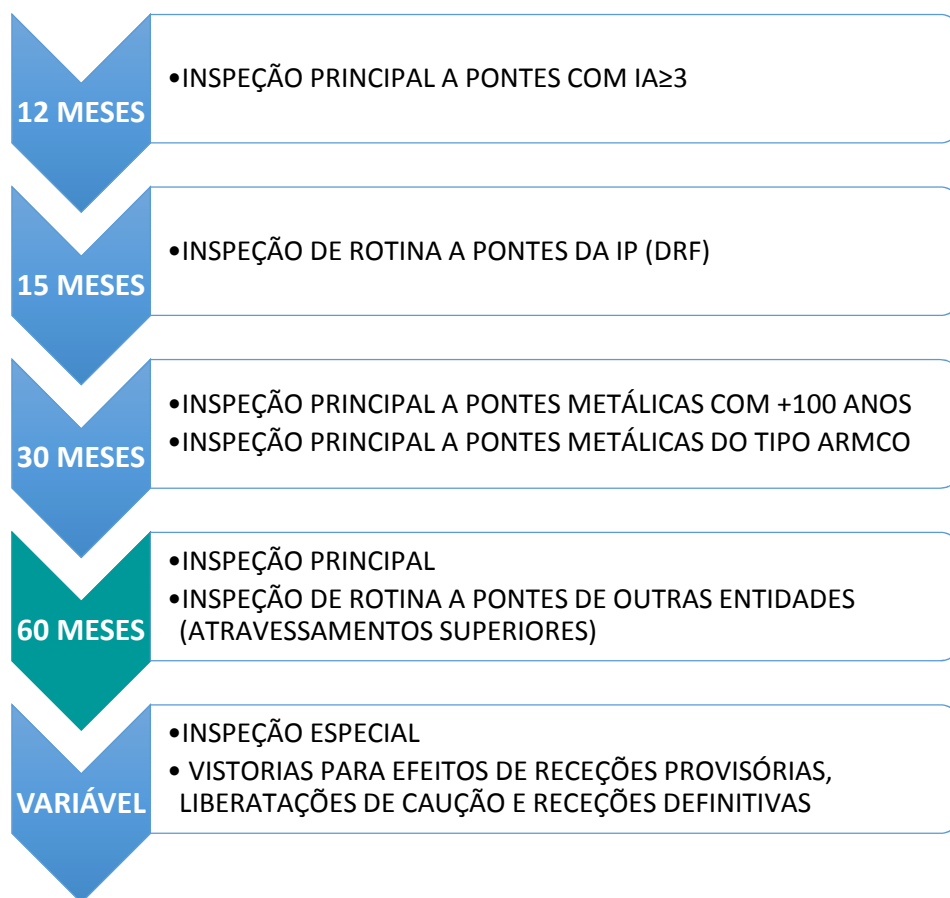 12 MESES
•INSPEÇÃO PRINCIPAL A PONTES COM IA≥3
15 MESES
•INSPEÇÃO DE ROTINA A PONTES DA IP (DRF)
30 MESES
•INSPEÇÃO PRINCIPAL A PONTES METÁLICAS COM +100 ANOS
•INSPEÇÃO PRINCIPAL A PONTES METÁLICAS DO TIPO ARMCO
60 MESES
•INSPEÇÃO PRINCIPAL
•INSPEÇÃO DE ROTINA A PONTES DE OUTRAS ENTIDADES
(ATRAVESSAMENTOS SUPERIORES)
VARIÁVEL
•INSPEÇÃO ESPECIAL
• VISTORIAS PARA EFEITOS DE RECEÇÕES PROVISÓRIAS,
LIBERATAÇÕES DE CAUÇÃO E RECEÇÕES DEFINITIVAS